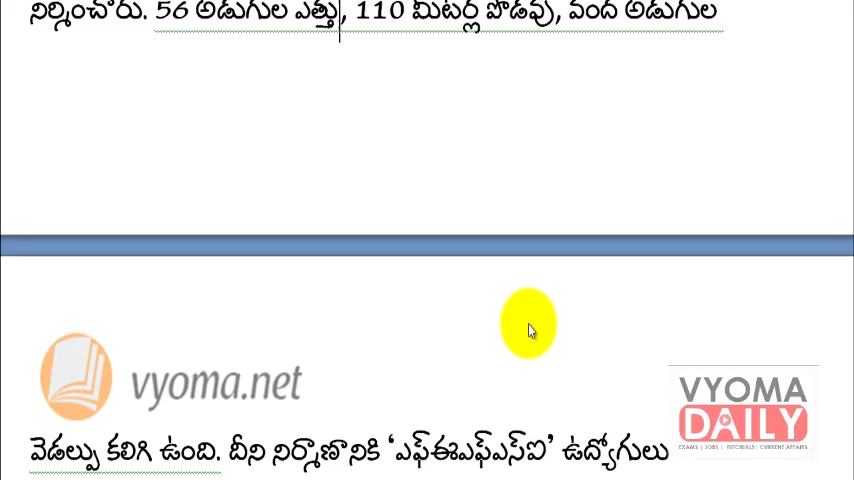 నిర్మించారు. 56 అడుగుల ఎత్తు, 110 మీటర్ల పొడవు, వంద అడుగుల
vyoma.net
VYOMA
DAILY
EXAMS | JOBS | TUTORIALS | CURRENT AFFAIRS
వెడల్పు కలిగి ఉంది. దీని నిర్మాణానికి ‘ఎఫ్ఈఐఎఫ్ఎస్ఐ’ ఉద్యోగులు